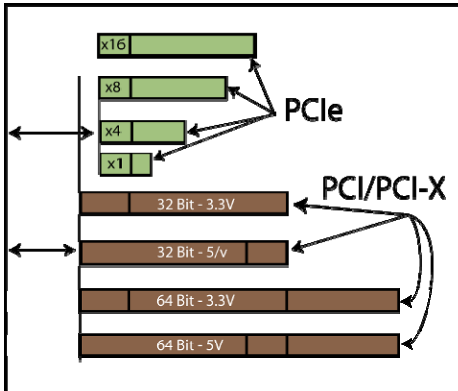 x16
x8
PCIe
x4
x1
PCI/PCI-X
32 Bit - 3.3V
32 Bit - 5/v
64 Bit - 3.3V
64 Bit - 5V